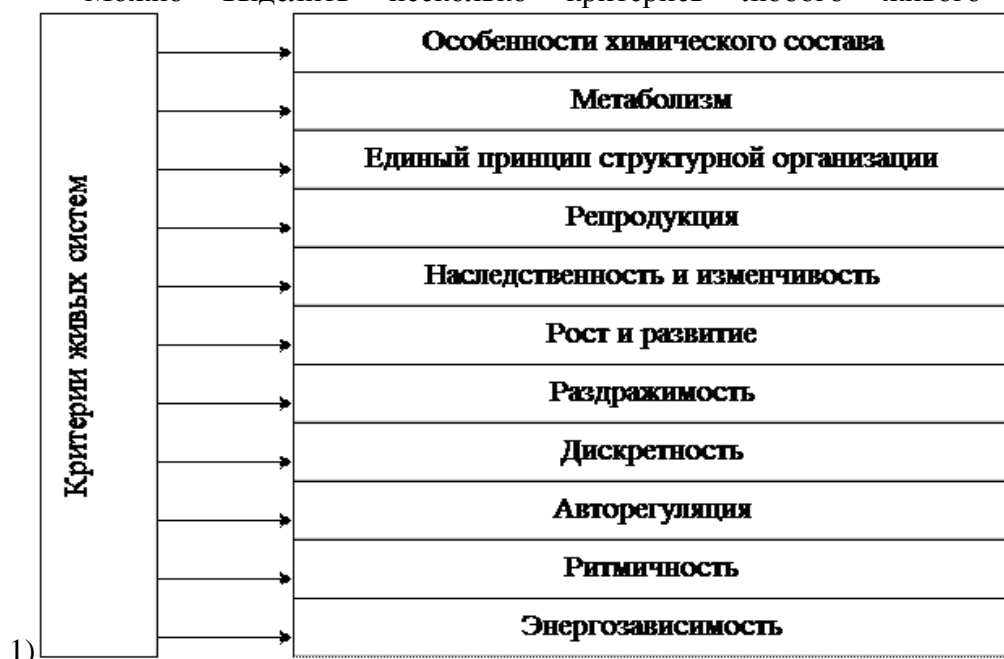 Можно выделить несколько критериев любого живого
Критерии живых систем
Особенности химического состава
Метаболизм
Единый принцип структурной организации
Репродукция
Наследственность и изменчивость
Рост и развитие
Раздражимость
Дискретность
Авторегуляция
Ритмичность
Энергозависимость
1)